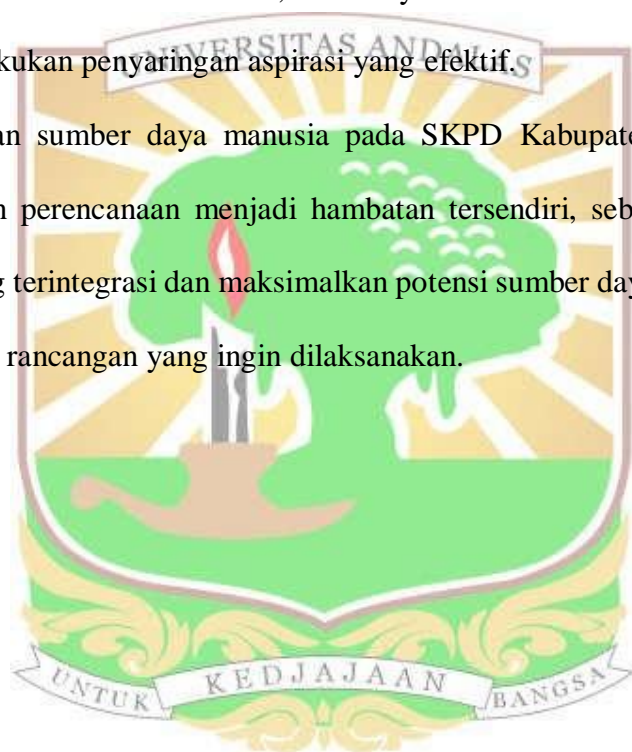 kukan penyaringan aspirasi yang efektif.
UNIVERSITAS ANDALAS
an sumber daya manusia pada SKPD Kabupate
n perencanaan menjadi hambatan tersendiri, seb
g terintegrasi dan maksimalkan potensi sumber day
rancangan yang ingin dilaksanakan.
UNTUK KEDJAJAAN BANGSA